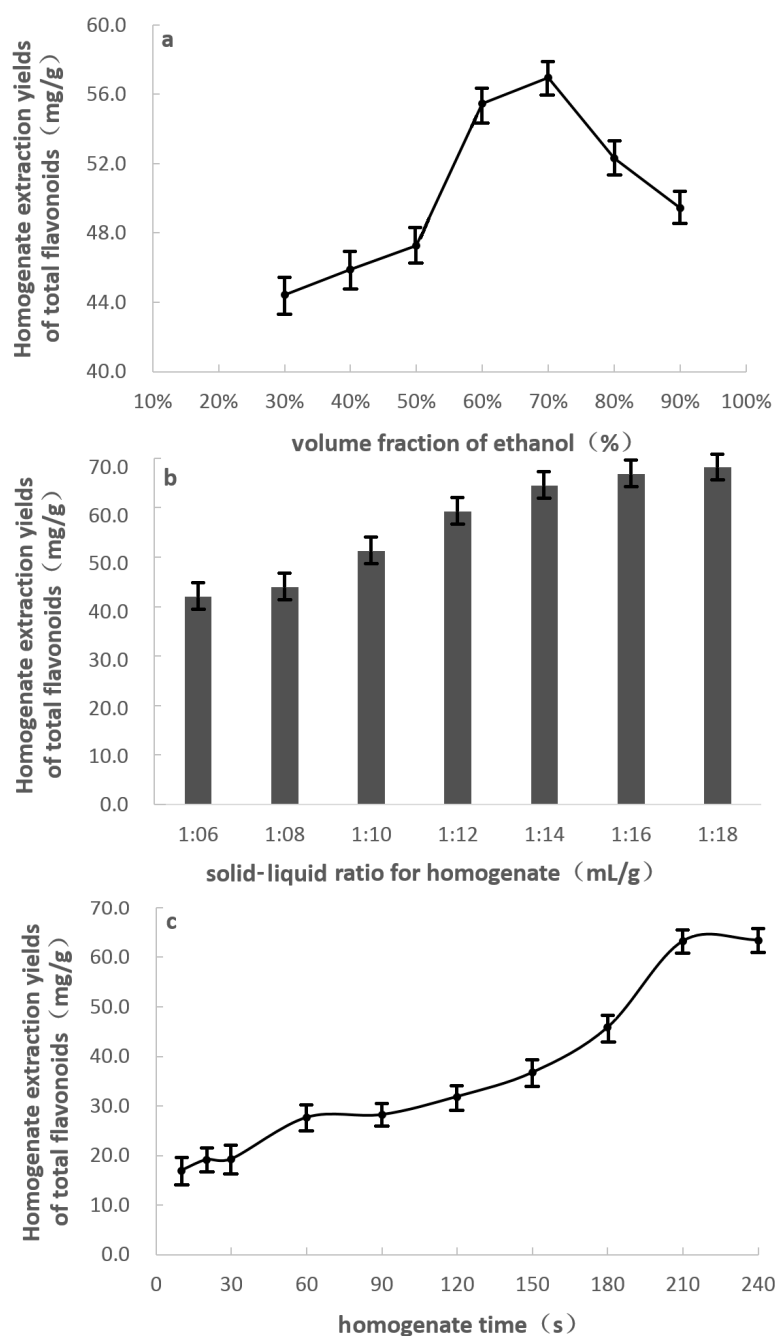 a
Homogenate extraction yields
of total flavonoids（mg/g）
60.0
56.0
52.0
48.0
44.0
40.0
10% 20% 30% 40% 50% 60% 70% 80% 90% 100%
volume fraction of ethanol（%）
b
Homogenate extraction yields
of total flavonoids（mg/g）
70.0
60.0
50.0
40.0
30.0
20.0
10.0
0.0
1:06 1:08 1:10 1:12 1:14 1:16 1:18
solid-liquid ratio for homogenate（mL/g）
c
Homogenate extraction yields
of total flavonoids（mg/g）
70.0
60.0
50.0
40.0
30.0
20.0
10.0
0.0
0 30 60 90 120 150 180 210 240
homogenate time（s）